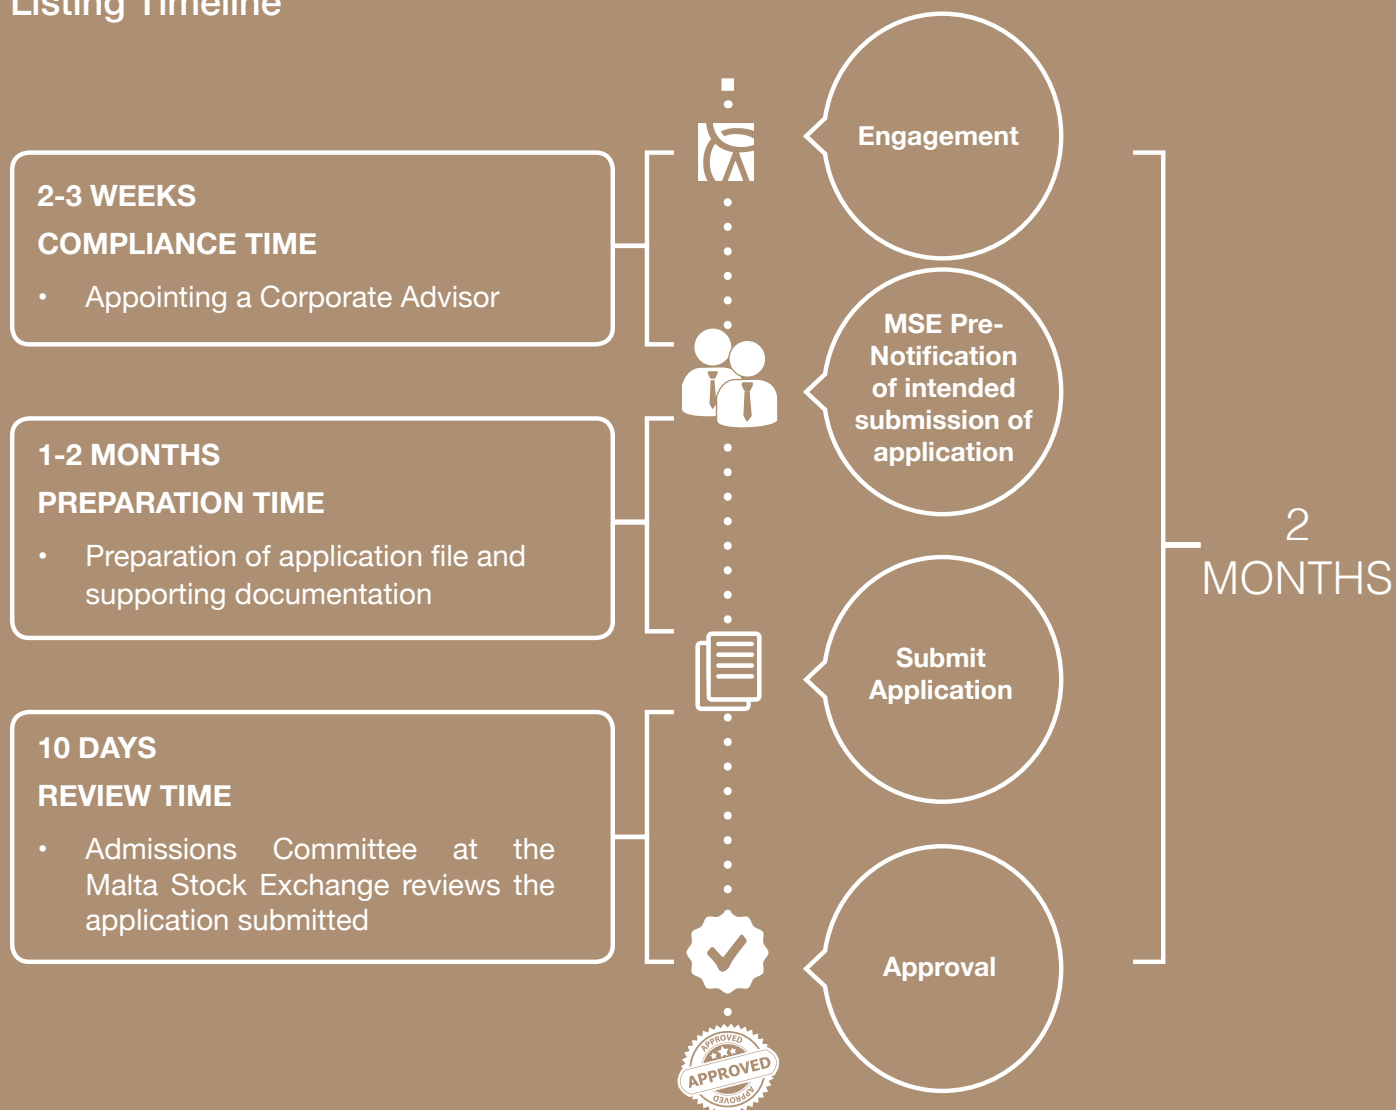 Listing Timeline
Engagement
2-3 WEEKS
COMPLIANCE TIME
• Appointing a Corporate Advisor
MSE Pre-
Notification
of intended
submission of
application
1-2 MONTHS
PREPARATION TIME
• Preparation of application file and
supporting documentation
2
MONTHS
Submit
Application
10 DAYS
REVIEW TIME
• Admissions Committee at the
Malta Stock Exchange reviews the
application submitted
Approval
APPROVED
APPROVED
APPROVED